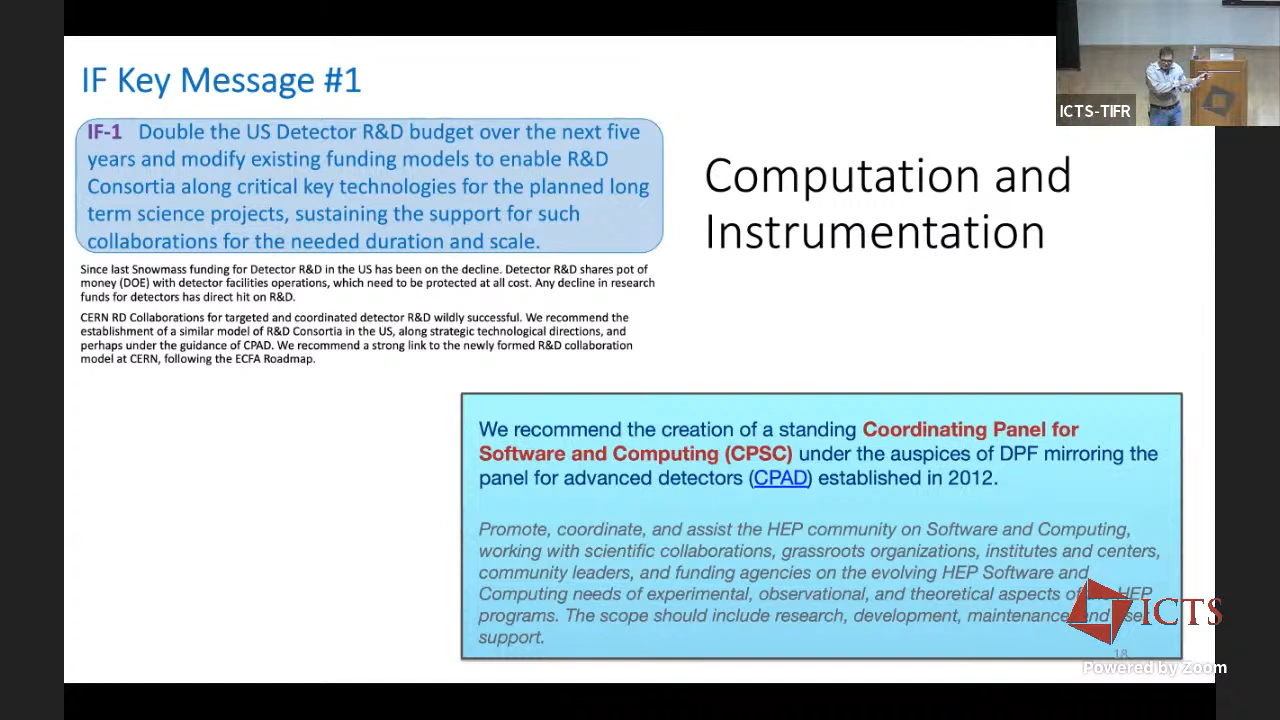 IF Key Message #1
IF-1 Double the US Detector R&D budget over the next five
years and modify existing funding models to enable R&D
Consortia along critical key technologies for the planned long
term science projects, sustaining the support for such
collaborations for the needed duration and scale.
Since last Snowmass funding for Detector R&D in the US has been on the decline. Detector R&D shares pot of
money (DOE) with detector facilities operations, which need to be protected at all cost. Any decline in research
funds for detectors has direct hit on R&D.
CERN RD Collaborations for targeted and coordinated detector R&D wildly successful. We recommend the
establishment of a similar model of R&D Consortia in the US, along strategic technological directions, and
perhaps under the guidance of CPAD. We recommend a strong link to the newly formed R&D collaboration
model at CERN, following the ECFA Roadmap.
Computation and
Instrumentation
ICTS-TIFR
We recommend the creation of a standing Coordinating Panel for
Software and Computing (CPSC) under the auspices of DPF mirroring the
panel for advanced detectors (CPAD) established in 2012.
Promote, coordinate, and assist the HEP community on Software and Computing,
working with scientific collaborations, grassroots organizations, institutes and centers,
community leaders, and funding agencies on the evolving HEP Software and
Computing needs of experimental, observational, and theoretical aspects of HEP
programs. The scope should include research, development, maintenance
support.
ICTS
18
Powered by Zoom